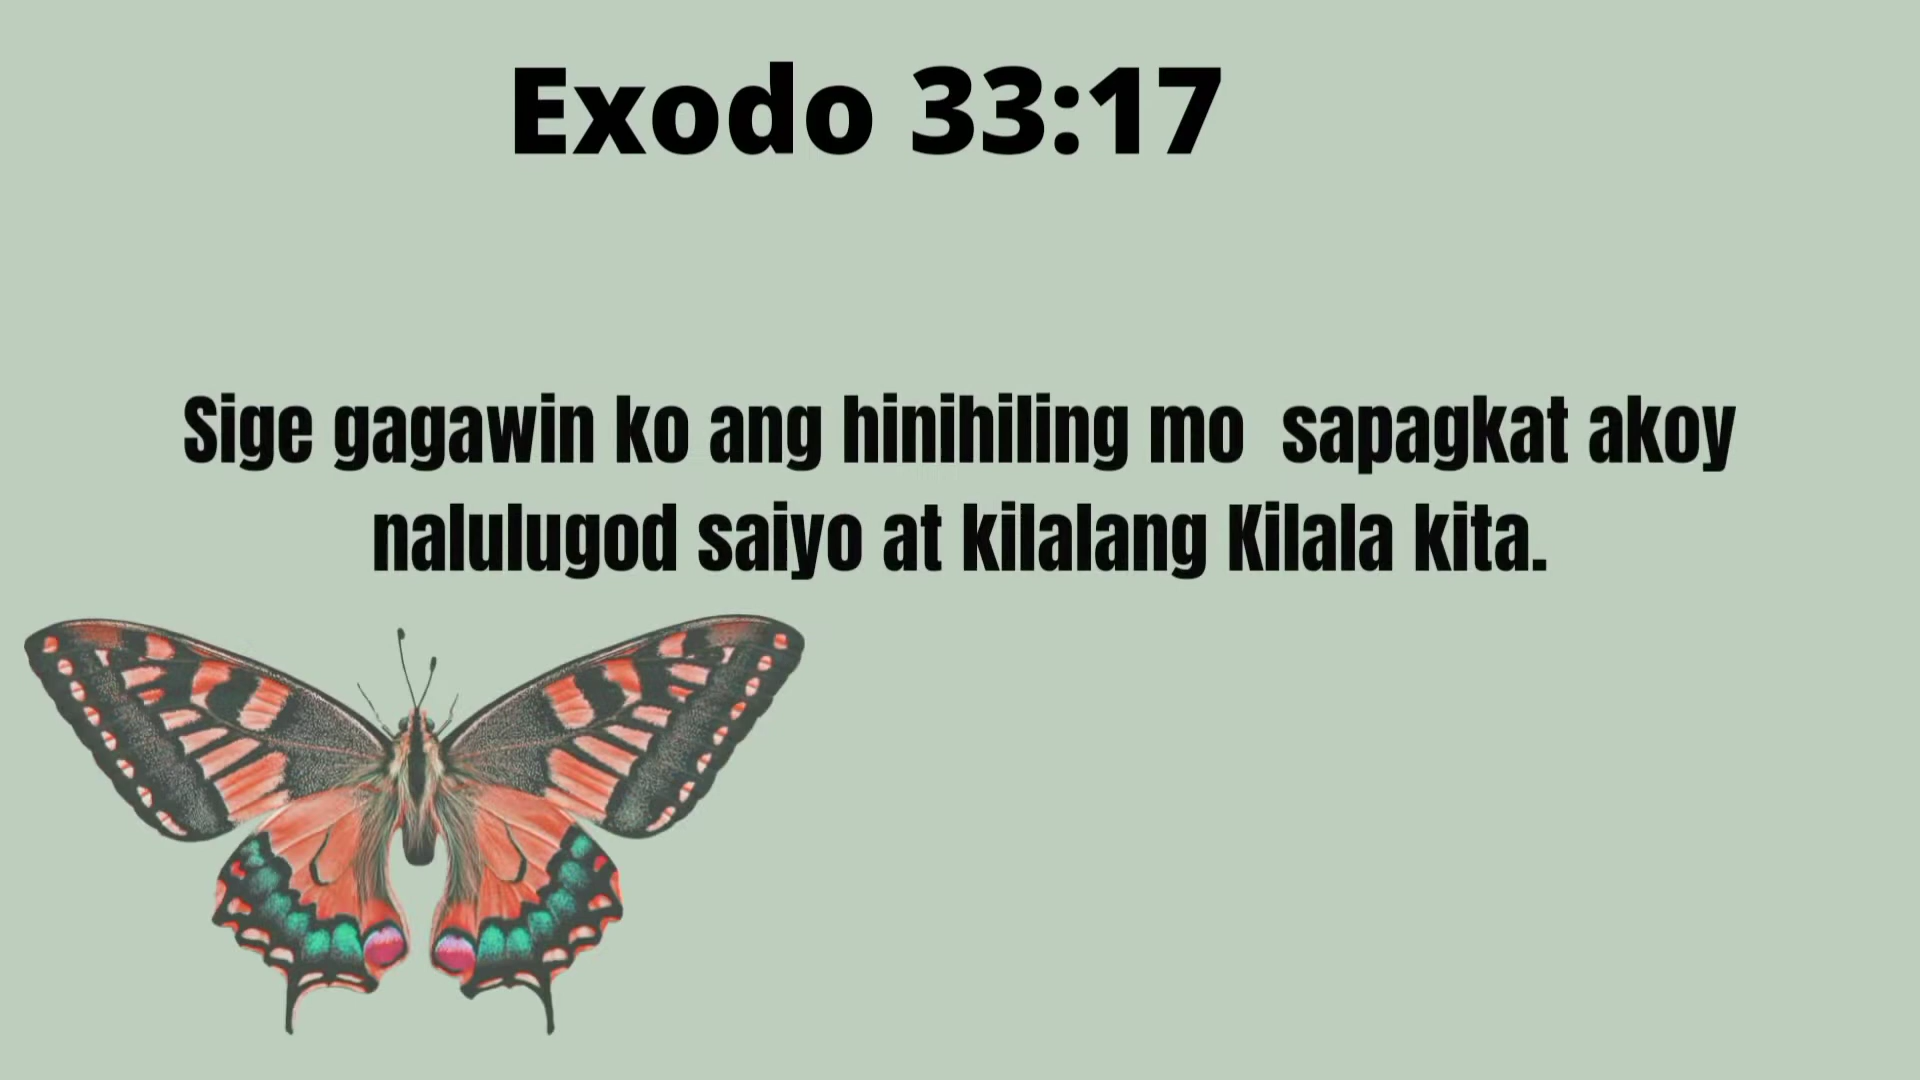 Exodo 33:17
Sige gagawin ko ang hinihiling mo  sapagkat akoy
nalulugod saiyo at kilalang Kilala kita.